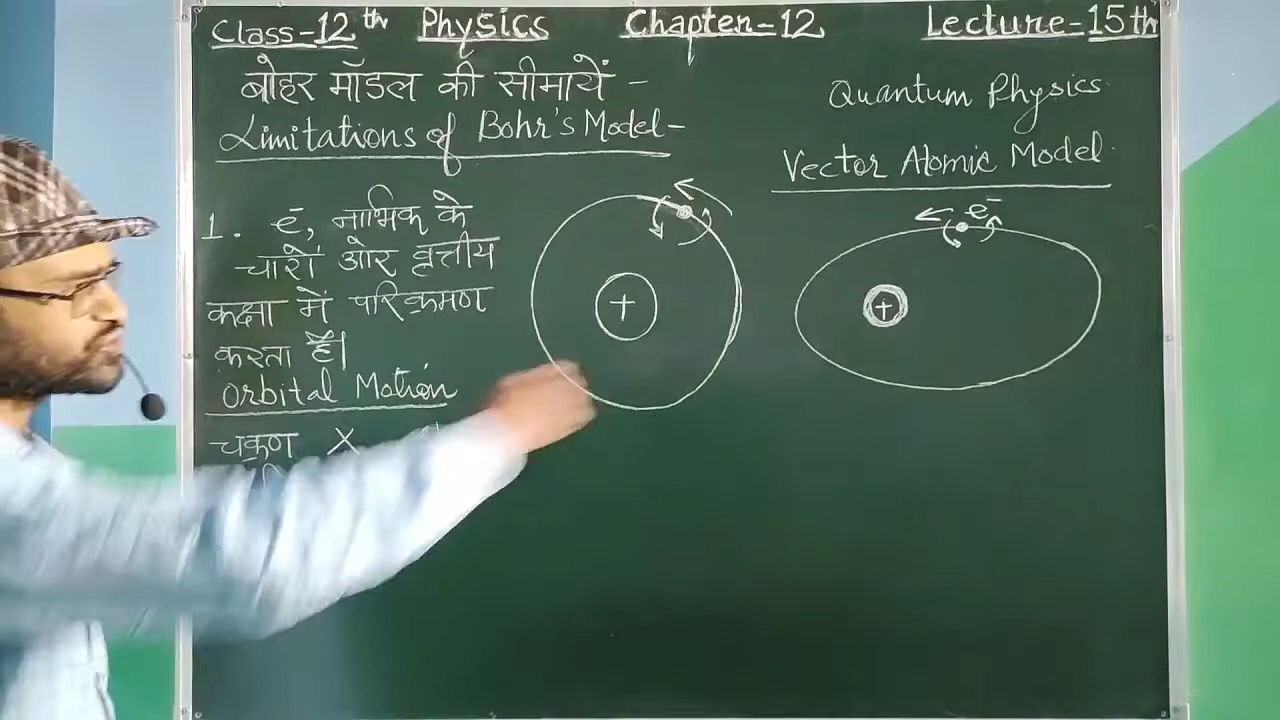 Class-12th Physics Chapter-12 Lecture-15th
बोहर मॉडल की सीमायें -
Limitations of Bohr's Model-
Quantum Physics
Vector Atomic Model
1. e⁻, नाभिक के
चारों ओर वृत्तीय
कक्षा में परिक्रमण
करता है।
Orbital Motion
चक्रण X
+
e⁻
+